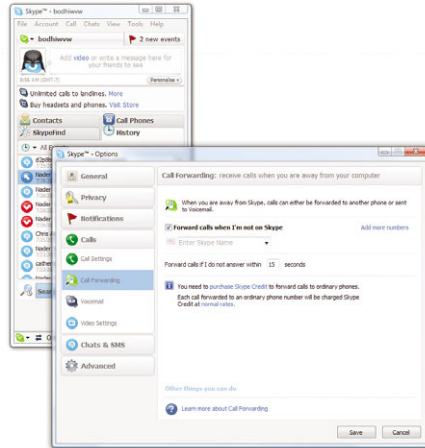 Skype™ - bodhivvw
File Account Call Chats View Tools Help
bodhivvw
2 new events
Add video or write a message here for your friends to see
Personalise
Unlimited calls to landlines. More
Buy headsets and phones. Visit Store
Contacts
Call Phones
SkypeFind
History
Skype™ - Options
General
Privacy
Notifications
Calls
Call Settings
Call Forwarding
Voicemail
Video Settings
Chats & SMS
Advanced
Call Forwarding: receive calls when you are away from your computer
When you are away from Skype, calls can either be forwarded to another phone or sent
to Voicemail.
Forward calls when I'm not on Skype
Add more numbers
Enter Skype Name
Forward calls if I do not answer within 15 seconds
You need to purchase Skype Credit to forward calls to ordinary phones.
Each call forwarded to an ordinary phone number will be charged Skype
Credit at normal rates.
Other things you can do
Learn more about Call Forwarding
Save
Cancel